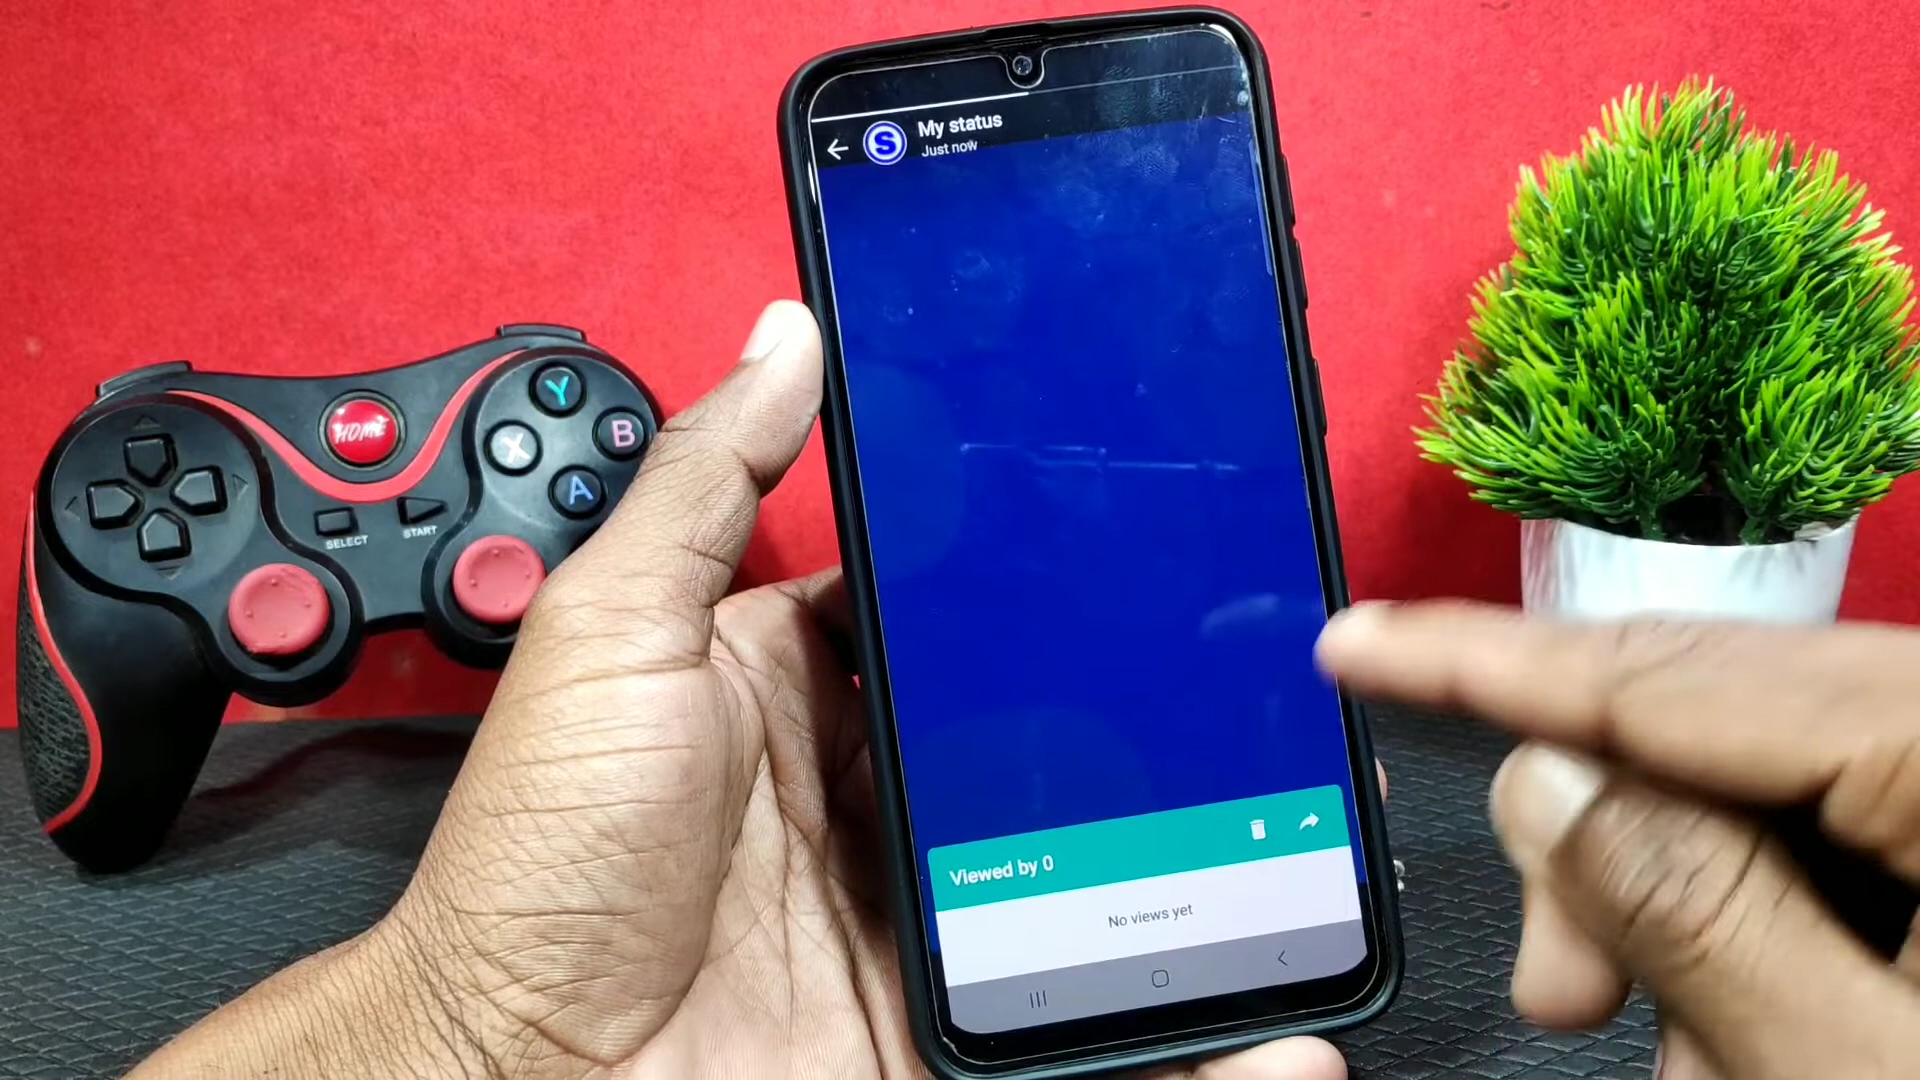 My status
Just now
S
HOME
Y
X
B
A
SELECT
START
Viewed by 0
No views yet